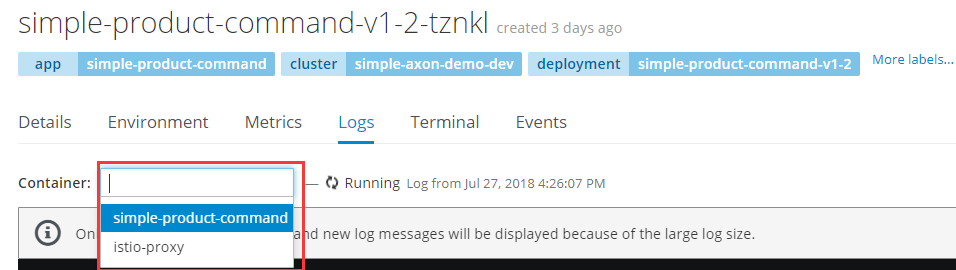 simple-product-command-v1-2-tznkl created 3 days ago
app simple-product-command cluster simple-axon-demo-dev deployment simple-product-command-v1-2 More labels...
Details Environment Metrics Logs Terminal Events
Container: — Running Log from Jul 27, 2018 4:26:07 PM
simple-product-command
On and new log messages will be displayed because of the large log size.
istio-proxy